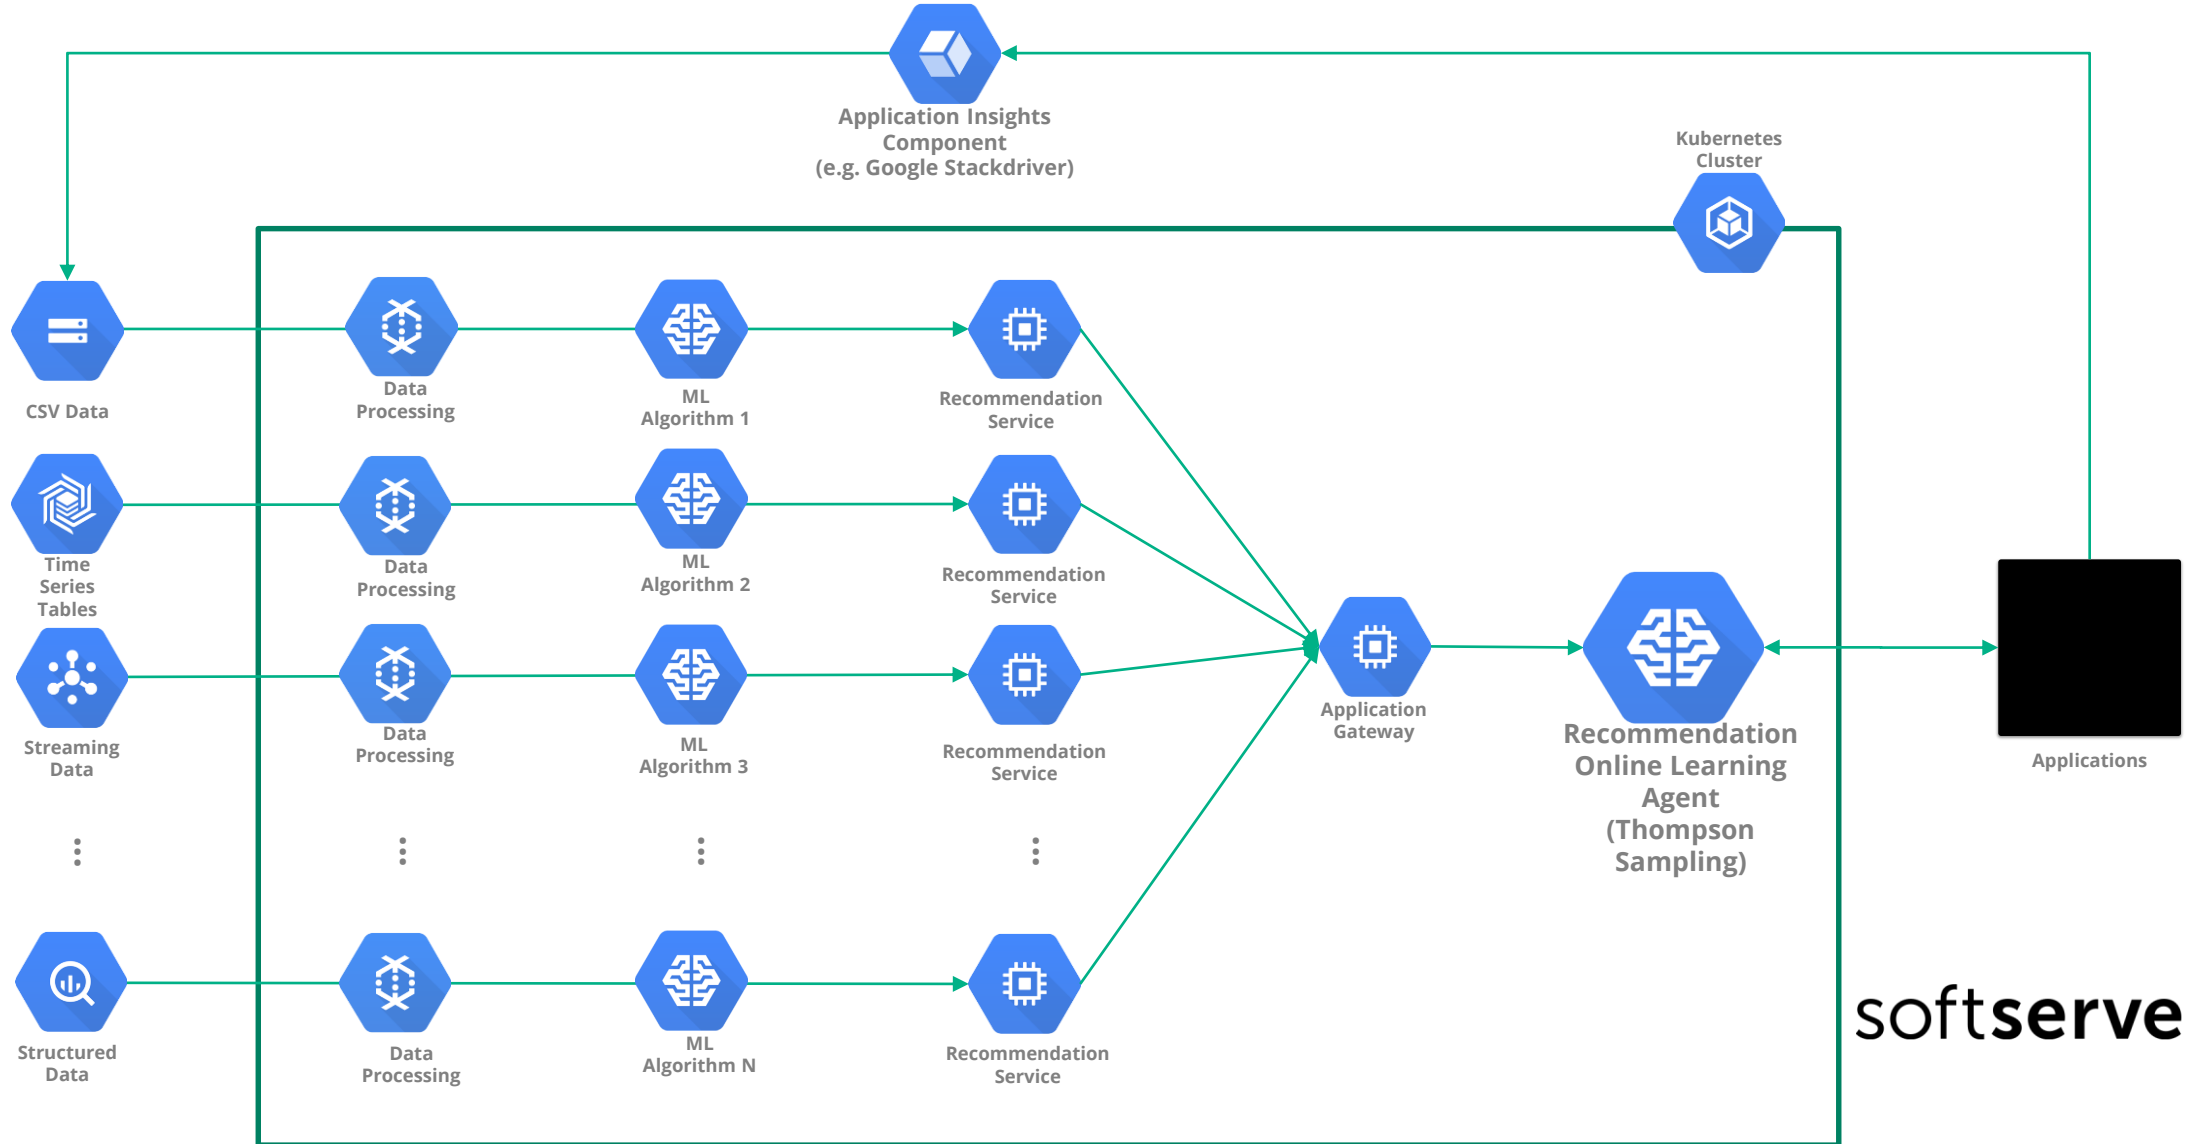 Application Insights
Component
(e.g. Google Stackdriver)
Kubernetes
Cluster
CSV Data
Data
Processing
ML
Algorithm 1
Recommendation
Service
Time
Series
Tables
Data
Processing
ML
Algorithm 2
Recommendation
Service
Streaming
Data
Data
Processing
ML
Algorithm 3
Recommendation
Service
Application
Gateway
Recommendation
Online Learning
Agent
(Thompson
Sampling)
Applications
Structured
Data
Data
Processing
ML
Algorithm N
Recommendation
Service
softserve